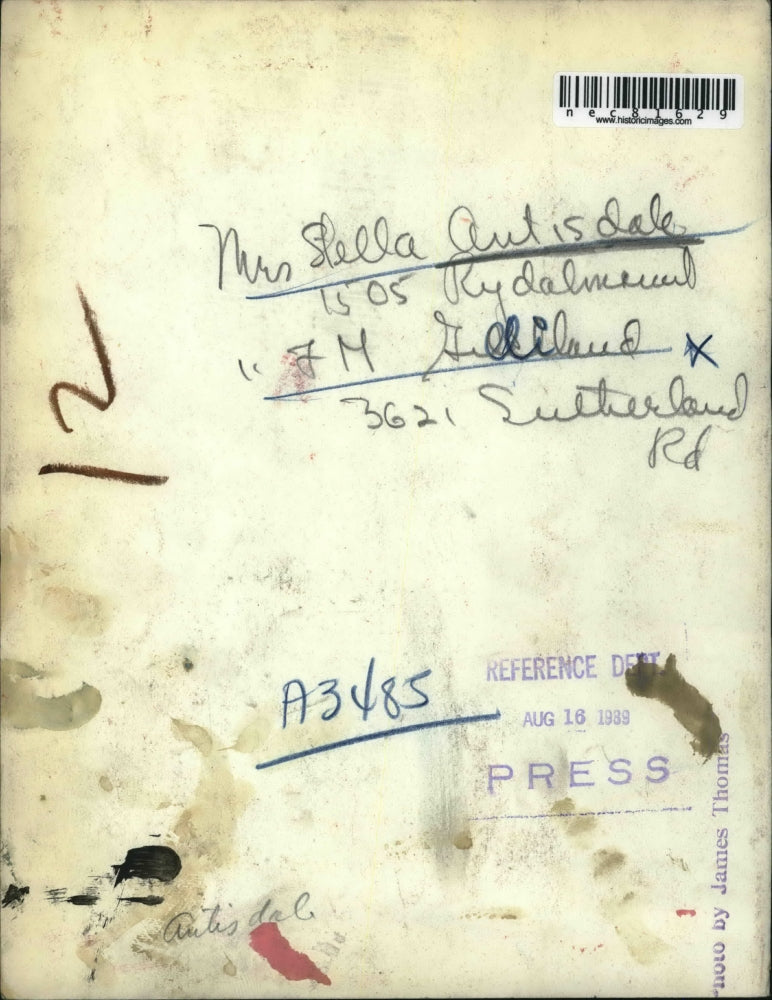 nec81629
www.historicimages.com
Mrs Stella Antisdale
1505 Rydalmount
" F M Gilliland x
3621 Sutherland
Rd
12
A3485
REFERENCE DEPT.
AUG 16 1939
PRESS
Photo by James Thomas
Antisdale